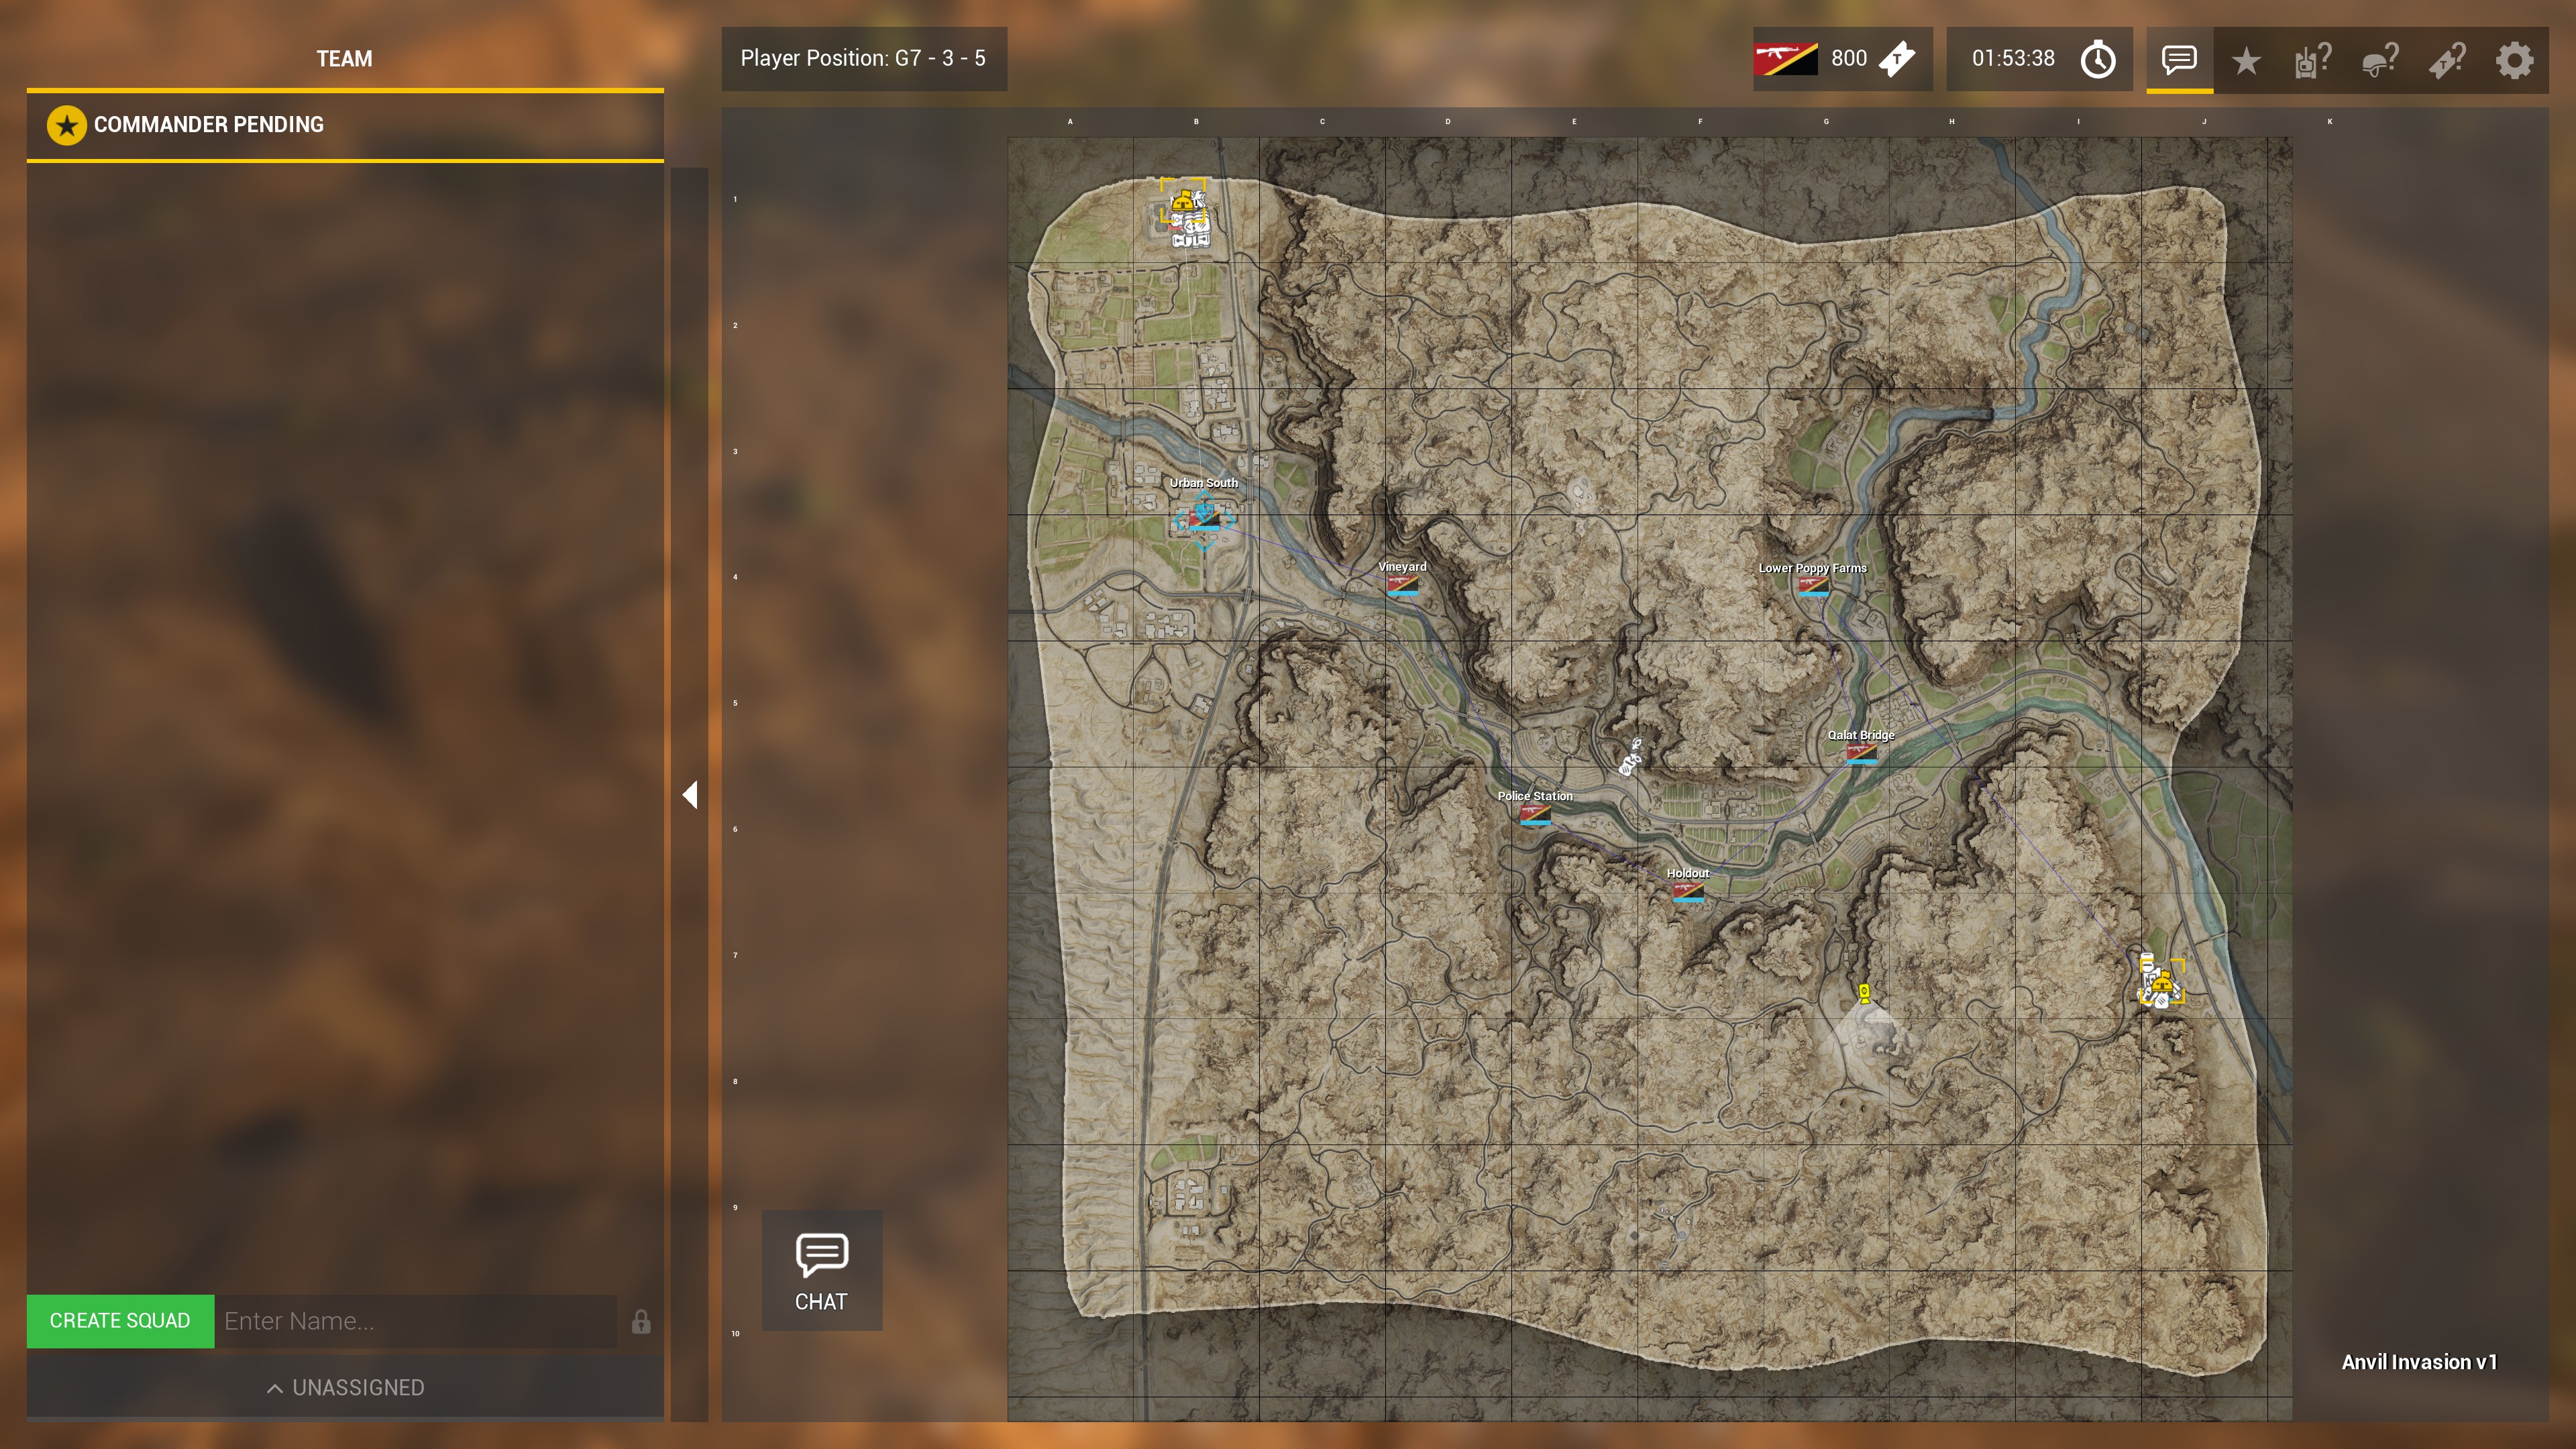 TEAM
Player Position: G7 - 3 - 5
800
T
01:53:38
COMMANDER PENDING
A B C D E F G H I J K
1
2
3
Urban South
4
Vineyard
Lower Poppy Farms
5
Qalat Bridge
Police Station
6
Holdout
7
8
9
CHAT
10
CREATE SQUAD Enter Name...
Anvil Invasion v1
UNASSIGNED